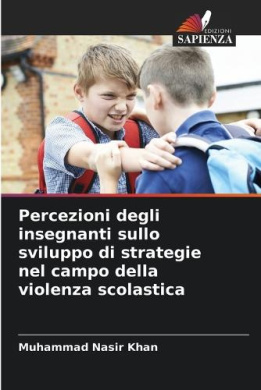 EDIZIONI
SAPIENZA
Percezioni degli
insegnanti sullo
sviluppo di strategie
nel campo della
violenza scolastica
Muhammad Nasir Khan